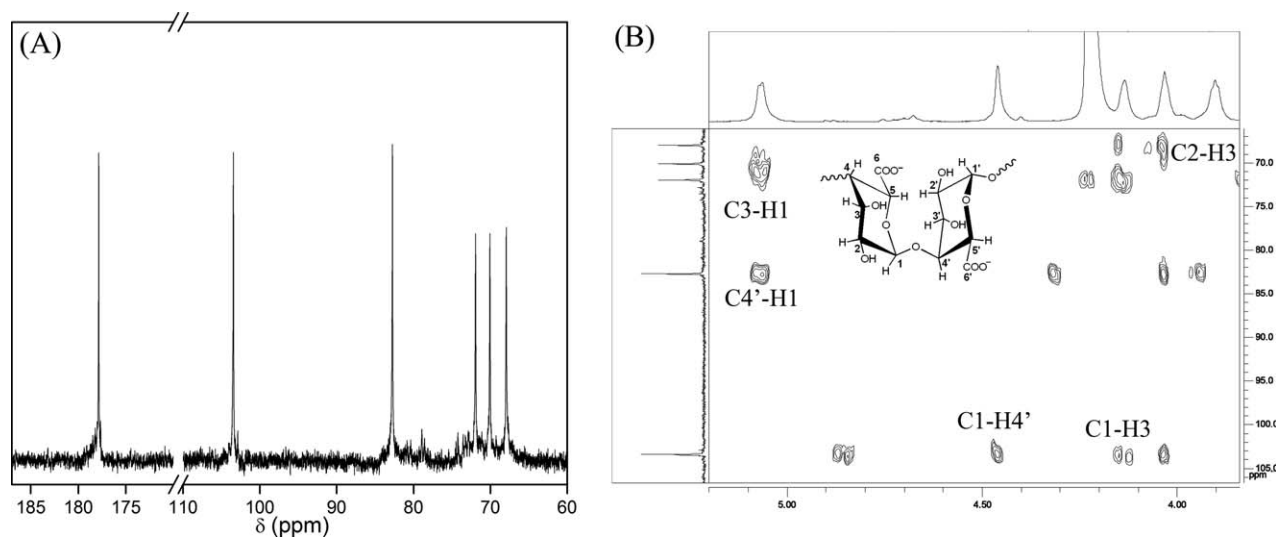 (A)
185 175 110 100 90 80 70 60
δ (ppm)
(B)
C2-H3
C3-H1
C4’-H1
C1-H4’
C1-H3
4 H
6
COO⁻
5
H
H
3
OH
O
2
OH
H
1
O
H
1'
O
OH
2'
H
3'
H
OH
O
5'
H
4'
H
6'
COO⁻
70.0
75.0
80.0
85.0
90.0
95.0
100.0
105.0
ppm
5.00 4.50 4.00